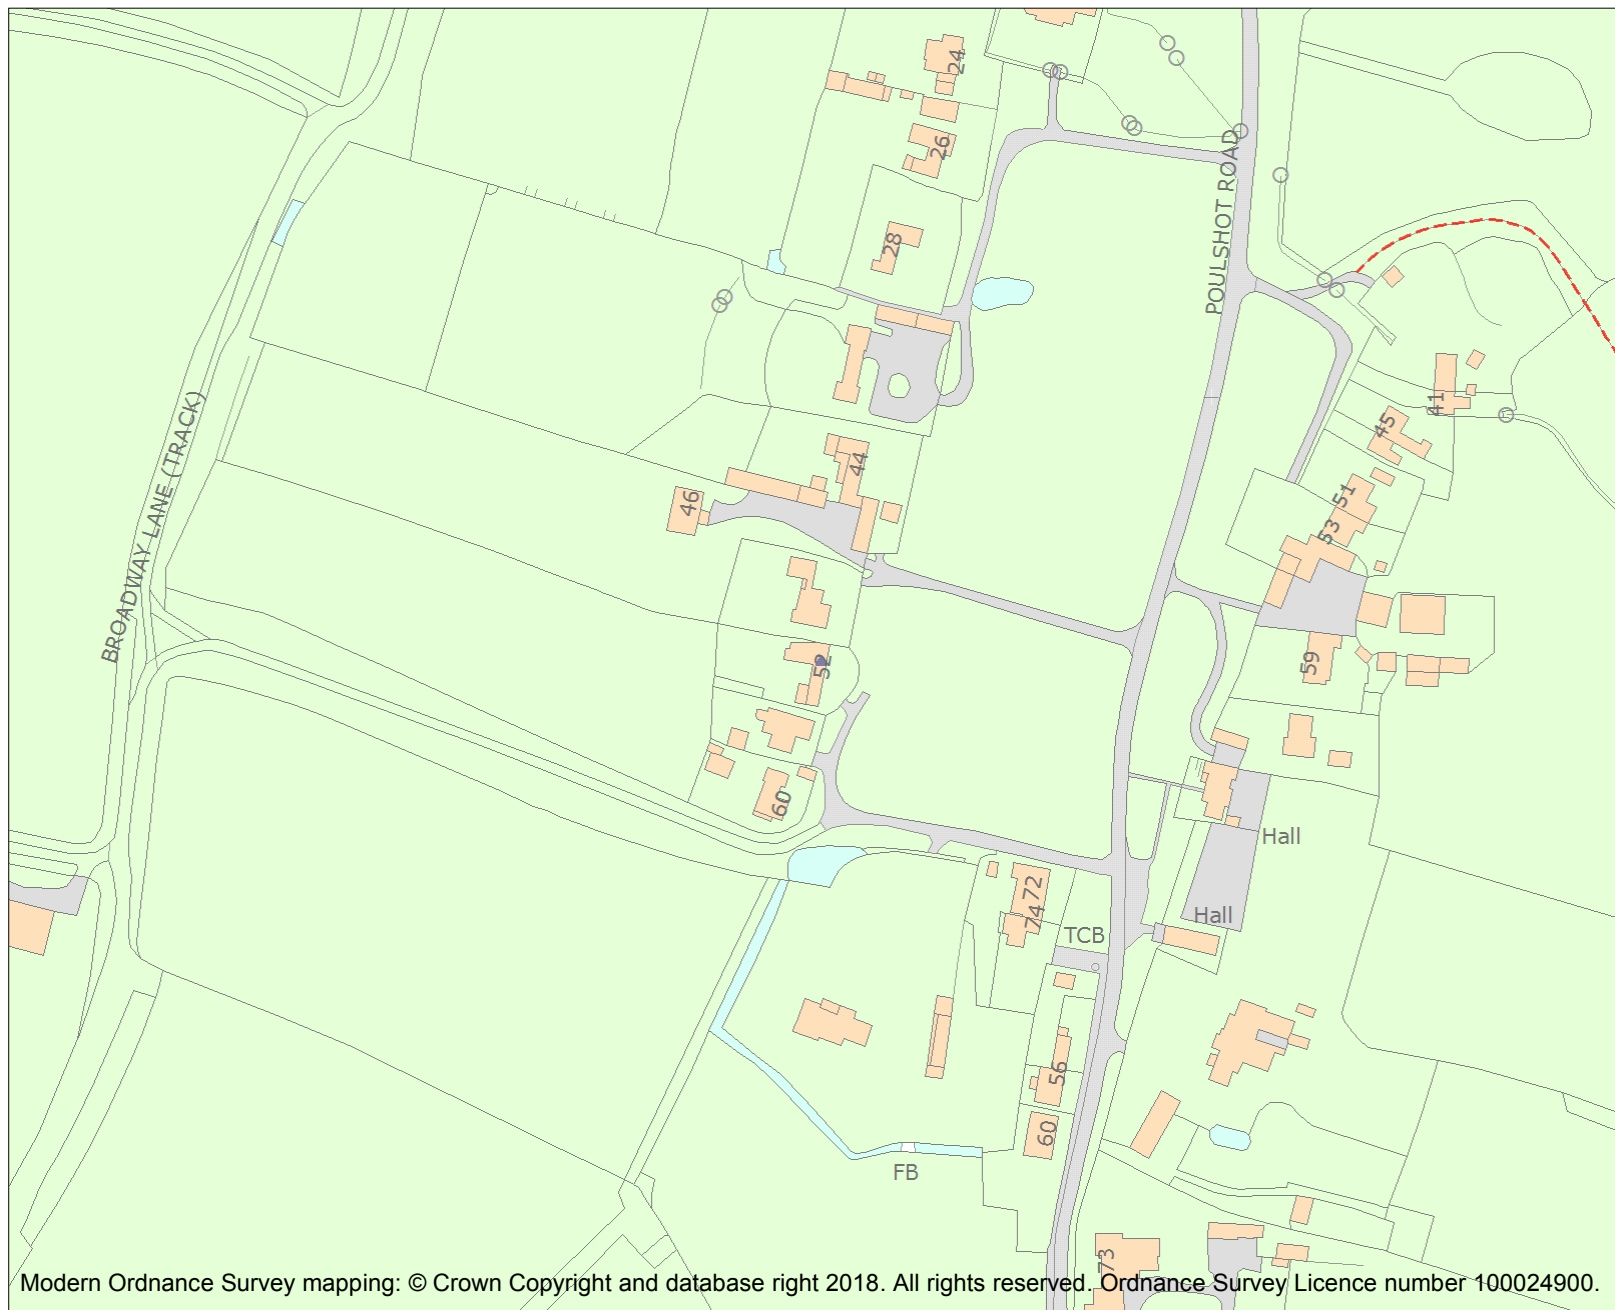 24
26
POULSHOT ROAD
28
41
45
BROADWAY LANE (TRACK)
44
46
51
53
52
59
60
Hall
72
74
Hall
TCB
56
60
FB
73
Modern Ordnance Survey mapping: © Crown Copyright and database right 2018. All rights reserved. Ordnance Survey Licence number 100024900.